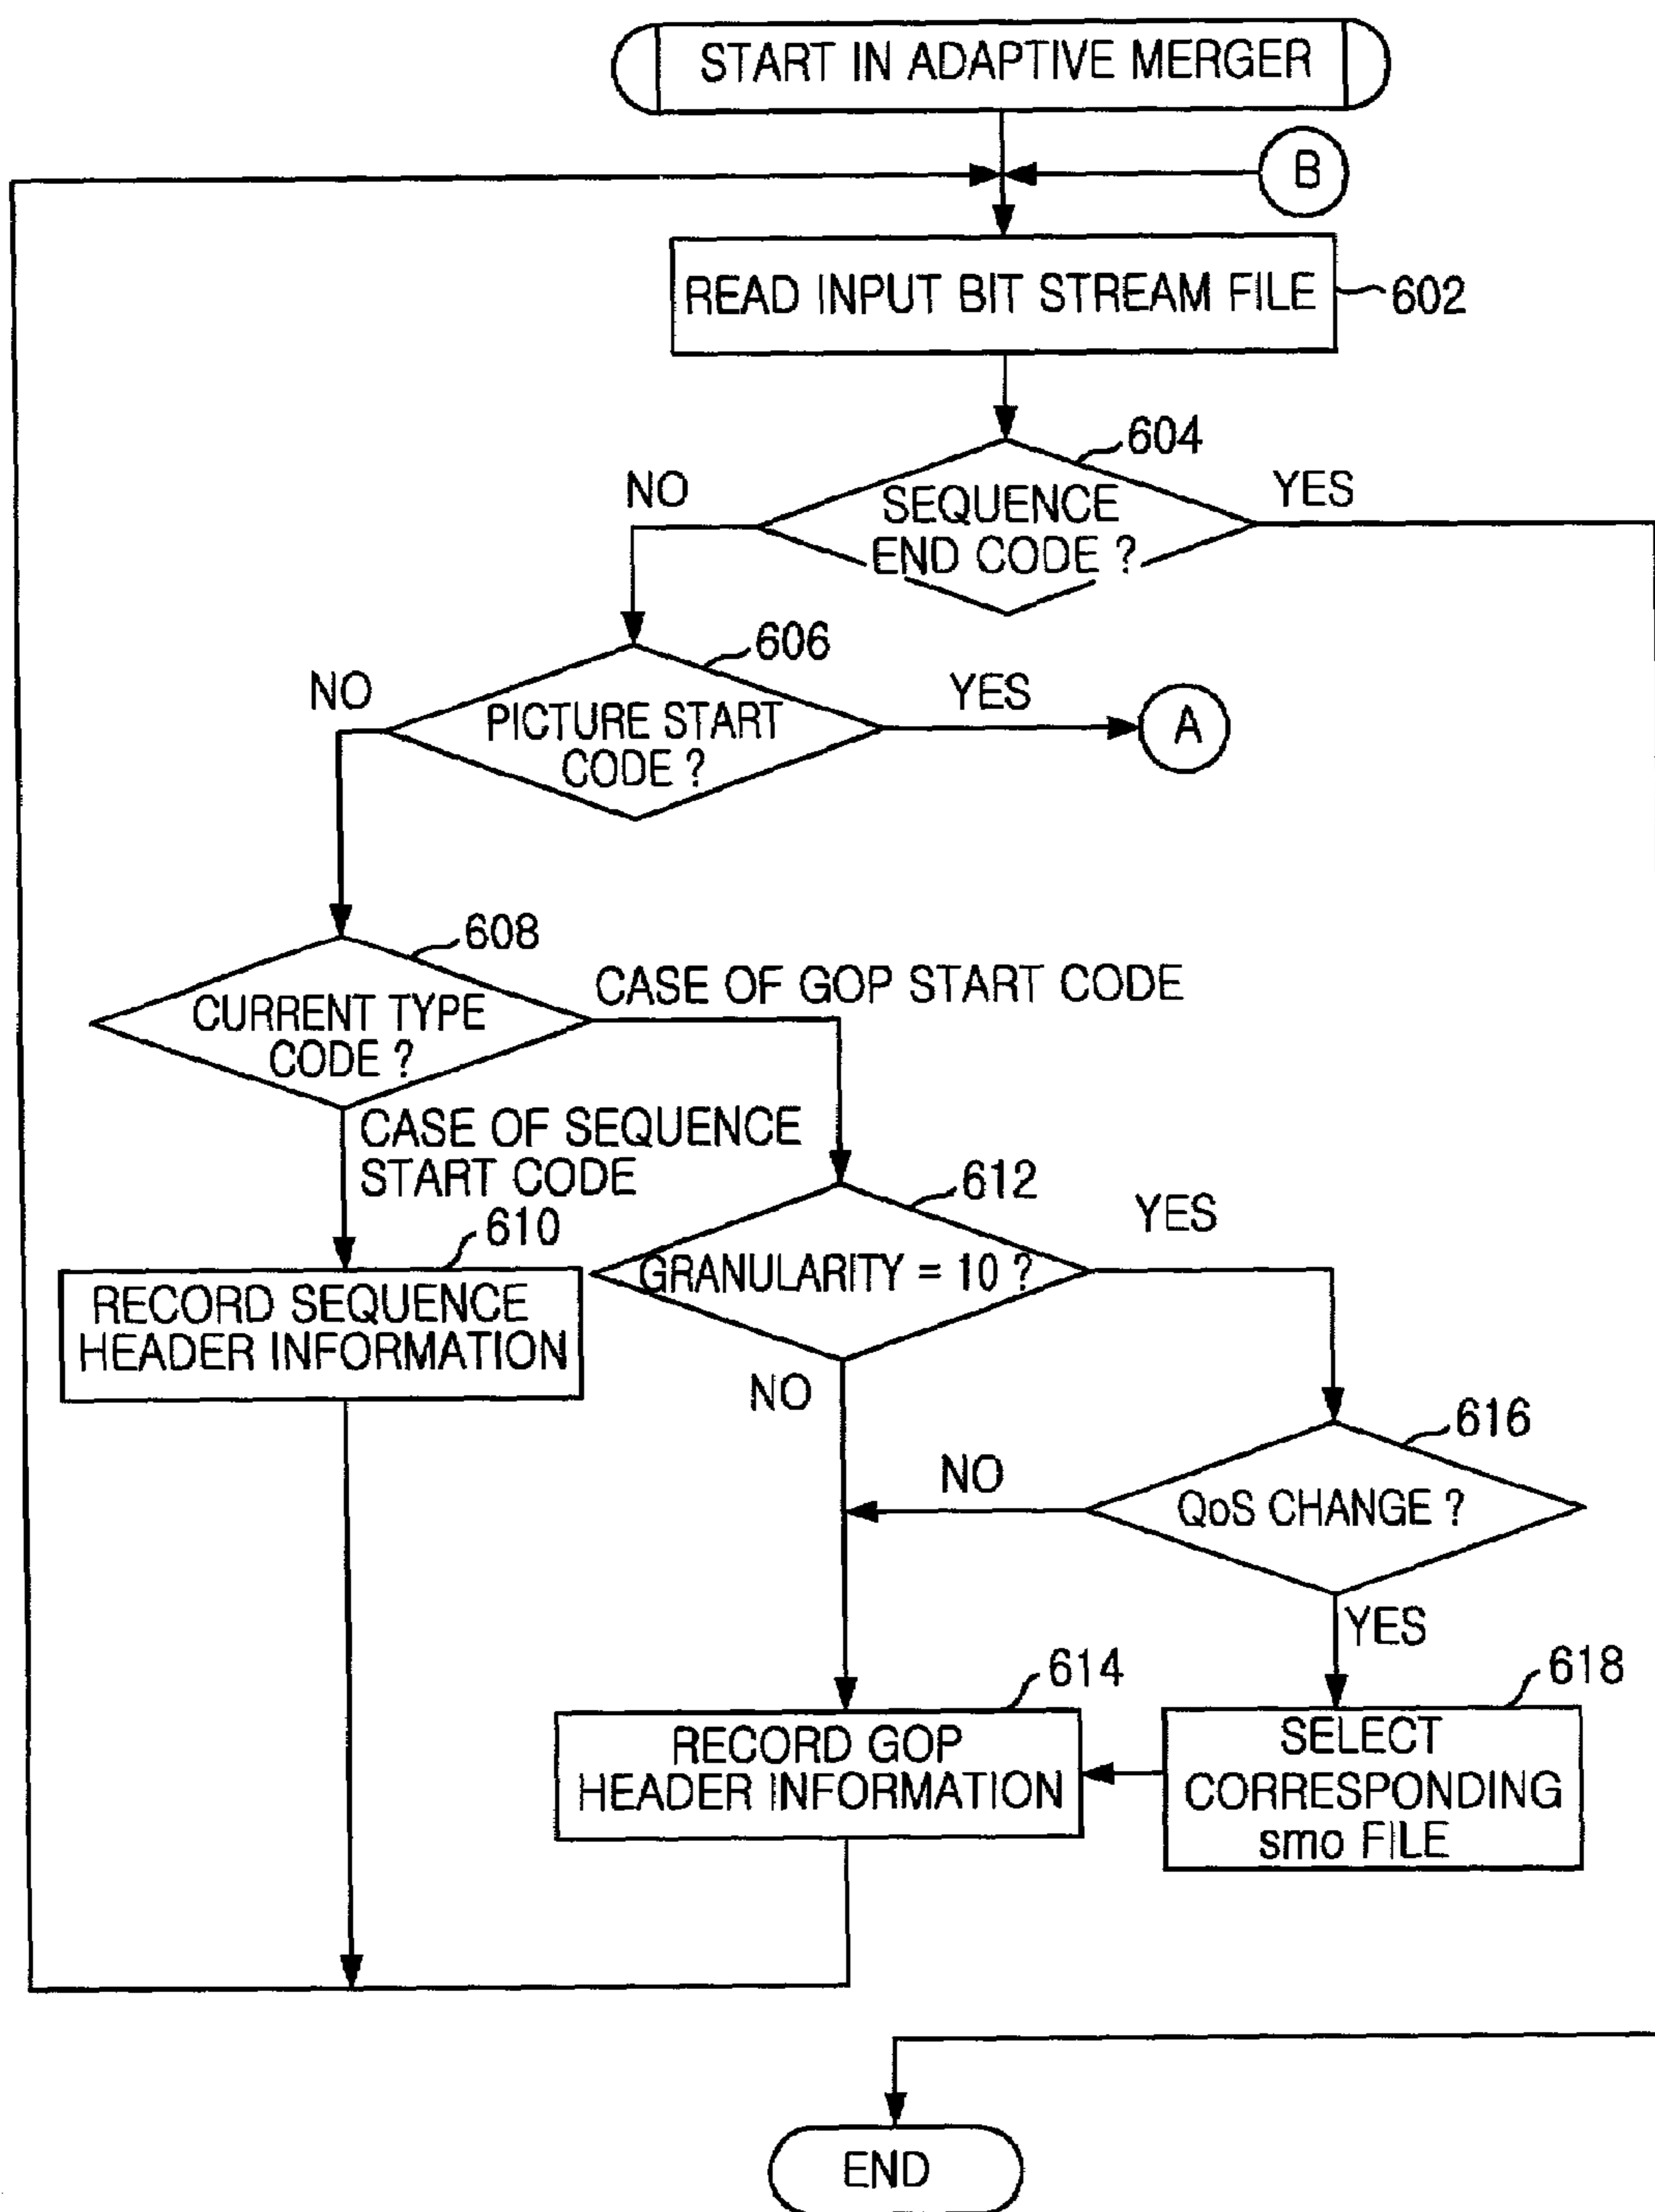 START IN ADAPTIVE MERGER
B
READ INPUT BIT STREAM FILE
602
604
NO
YES
SEQUENCE
END CODE ?
606
NO
YES
PICTURE START
CODE ?
A
608
CASE OF GOP START CODE
CURRENT TYPE
CODE ?
CASE OF SEQUENCE
START CODE
612
YES
610
GRANULARITY = 10 ?
RECORD SEQUENCE
HEADER INFORMATION
NO
616
NO
QoS CHANGE ?
YES
614
618
RECORD GOP
HEADER INFORMATION
SELECT
CORRESPONDING
smo FILE
END